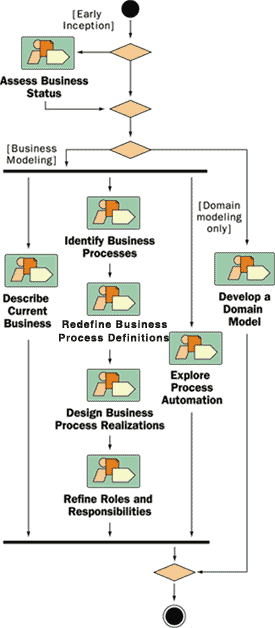 [Early
Inception]
Assess Business
Status
[Business
Modeling]
[Domain
modeling
only]
Identify Business
Processes
Describe
Current
Business
Develop a
Domain
Model
Redefine Business
Process Definitions
Explore
Process
Automation
Design Business
Process Realizations
Refine Roles and
Responsibilities